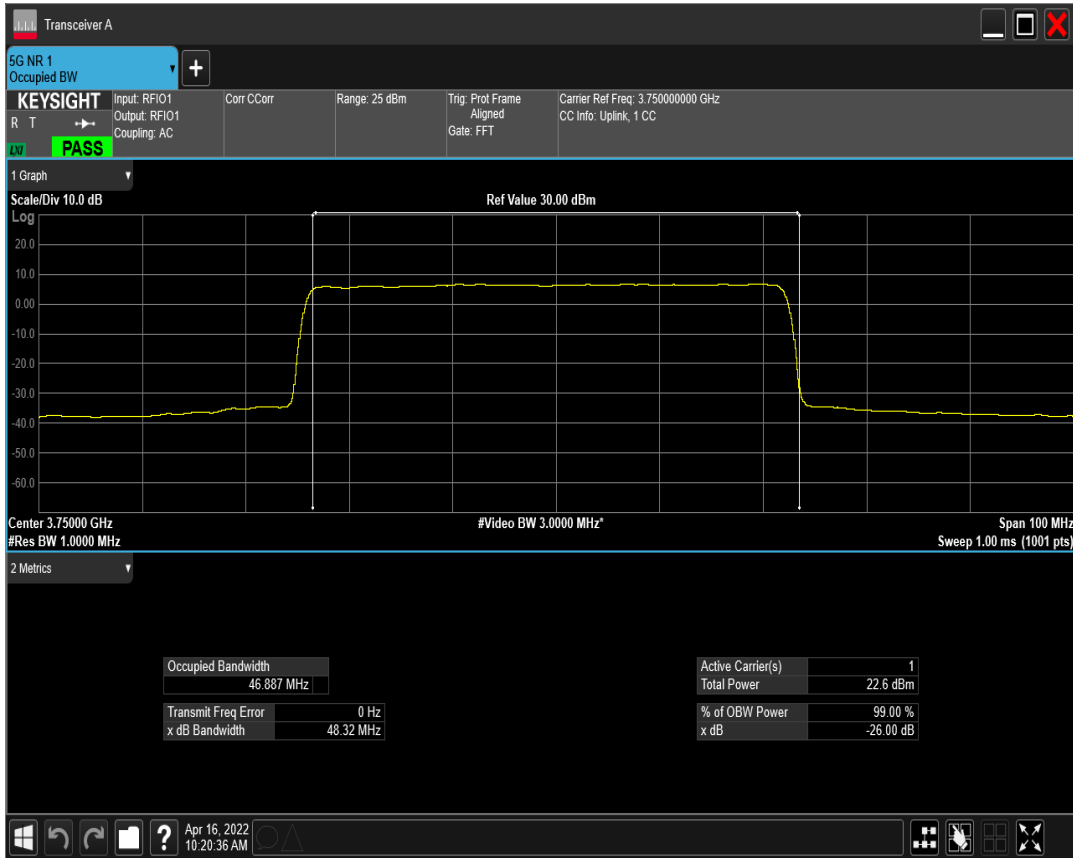 Transceiver A
5G NR 1
Occupied BW
KEYSIGHT
R T
LXI
PASS
Input: RFIO1
Output: RFIO1
Coupling: AC
Corr CCorr
Range: 25 dBm
Trig: Prot Frame
Aligned
Gate: FFT
Carrier Ref Freq: 3.750000000 GHz
CC Info: Uplink, 1 CC
1 Graph
Scale/Div 10.0 dB
Ref Value 30.00 dBm
Log
20.0
10.0
0.00
-10.0
-20.0
-30.0
-40.0
-50.0
-60.0
Center 3.75000 GHz
#Video BW 3.0000 MHz*
Span 100 MHz
#Res BW 1.0000 MHz
Sweep 1.00 ms (1001 pts)
2 Metrics
Occupied Bandwidth
46.887 MHz
Transmit Freq Error 0 Hz
x dB Bandwidth 48.32 MHz
Active Carrier(s) 1
Total Power 22.6 dBm
% of OBW Power 99.00 %
x dB -26.00 dB
?
Apr 16, 2022
10:20:36 AM